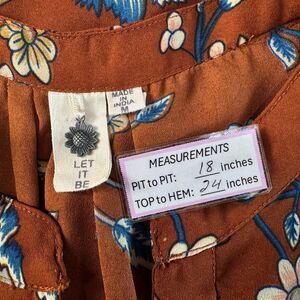 MADE
IN
INDIA
M
LET
IT
BE
MEASUREMENTS
PIT to PIT: 18 inches
TOP to HEM: 24 inches